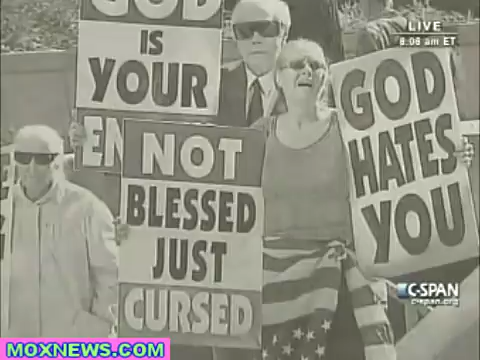 LIVE
8:06 am ET
GOD
IS
YOUR
EN
NOT
BLESSED
JUST
CURSED
GOD
HATES
YOU
C-SPAN
c-span.org
MOXNEWS.COM